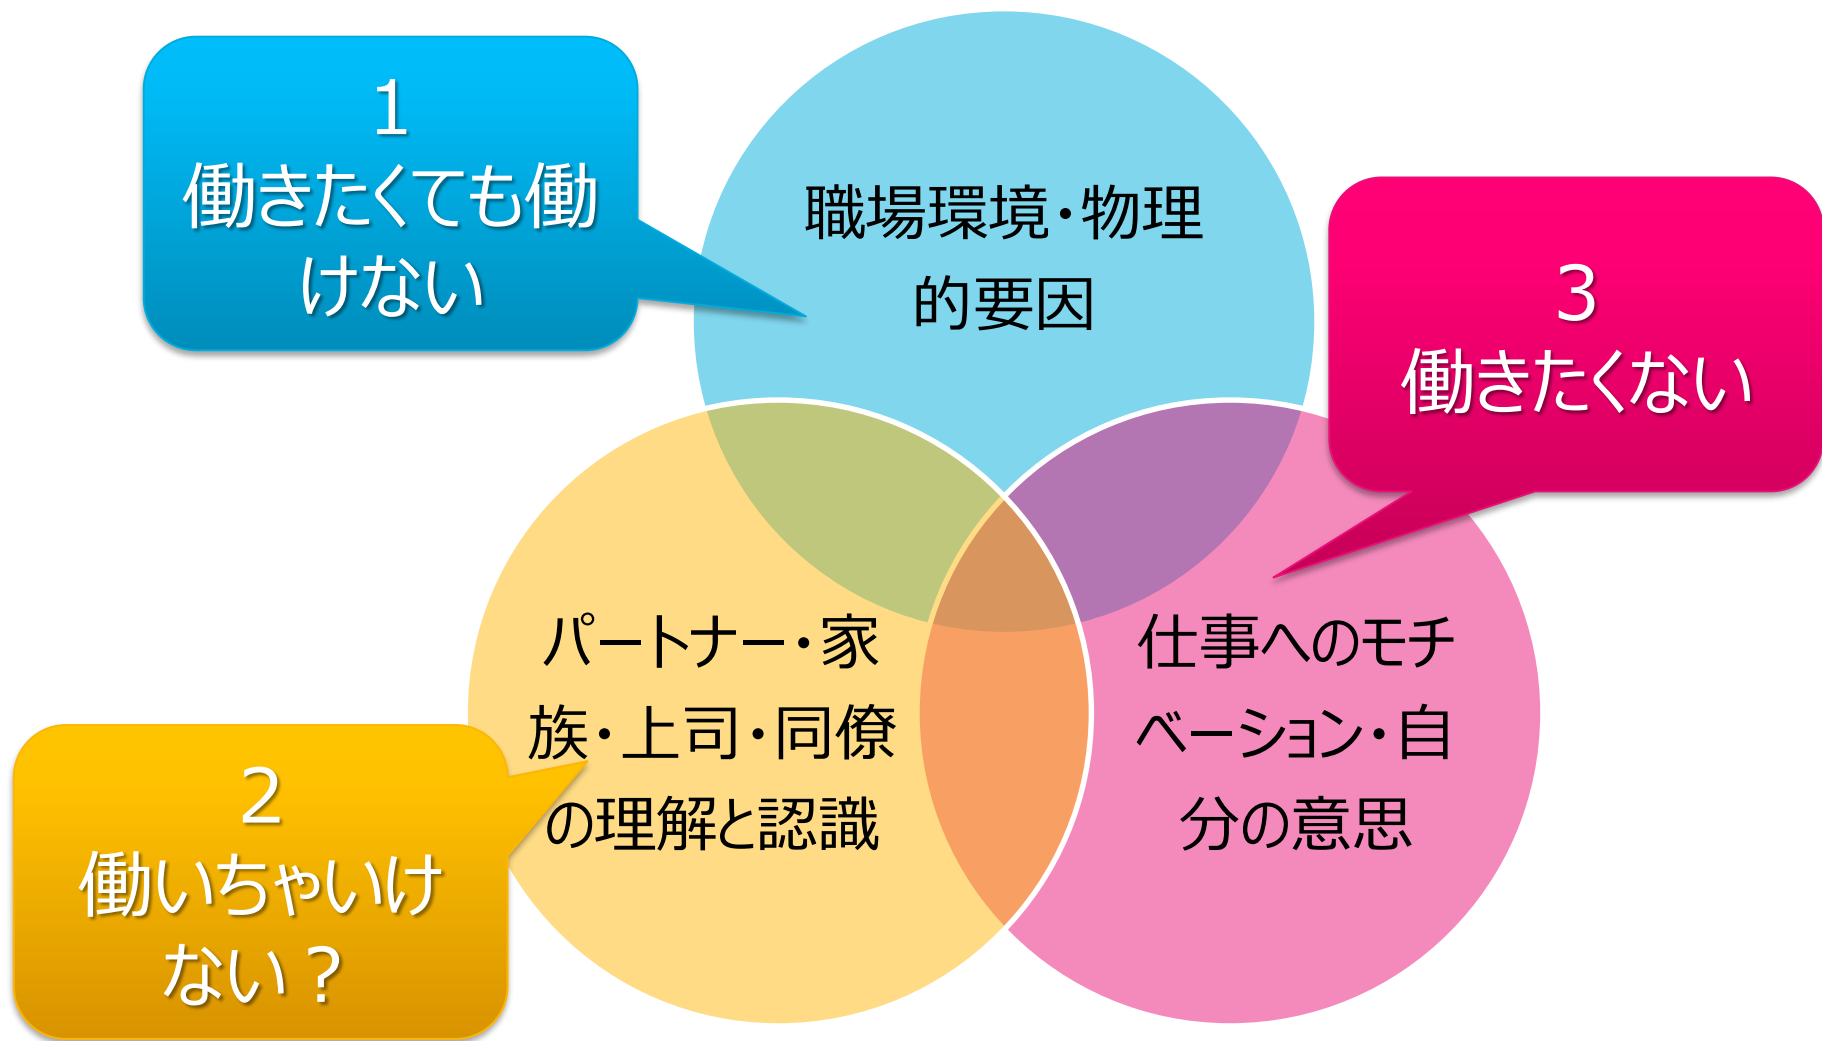 1
働きたくても働
けない
職場環境・物理
的要因
3
働きたくない
パートナー・家
族・上司・同僚
の理解と認識
仕事へのモチ
ベーション・自
分の意思
2
働いちゃいけ
ない？